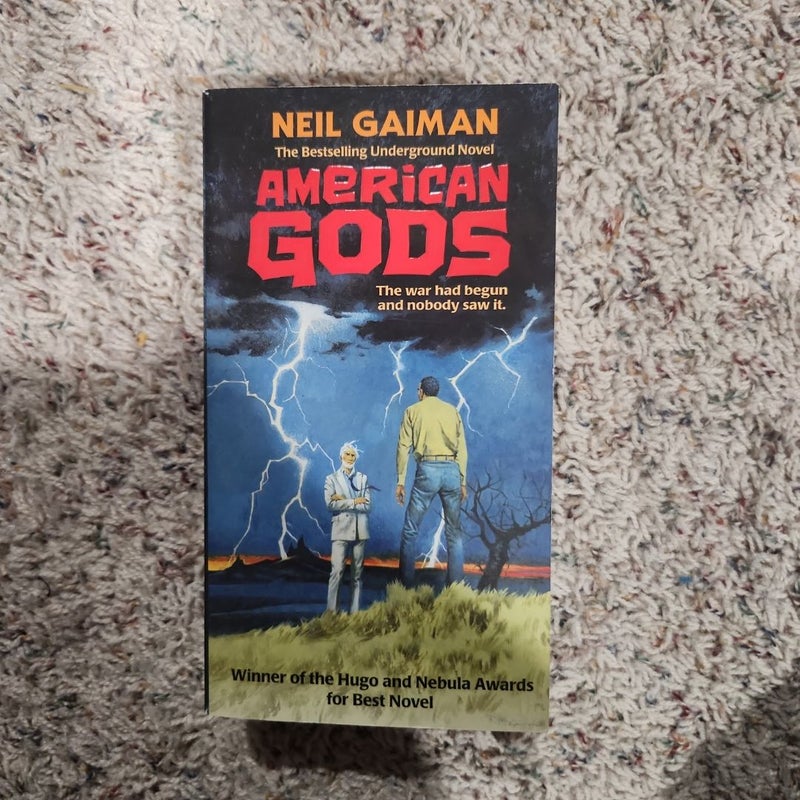 NEIL GAIMAN
The Bestselling Underground Novel
AMERiCAN
GODS
The war had begun
and nobody saw it.
Winner of the Hugo and Nebula Awards
for Best Novel